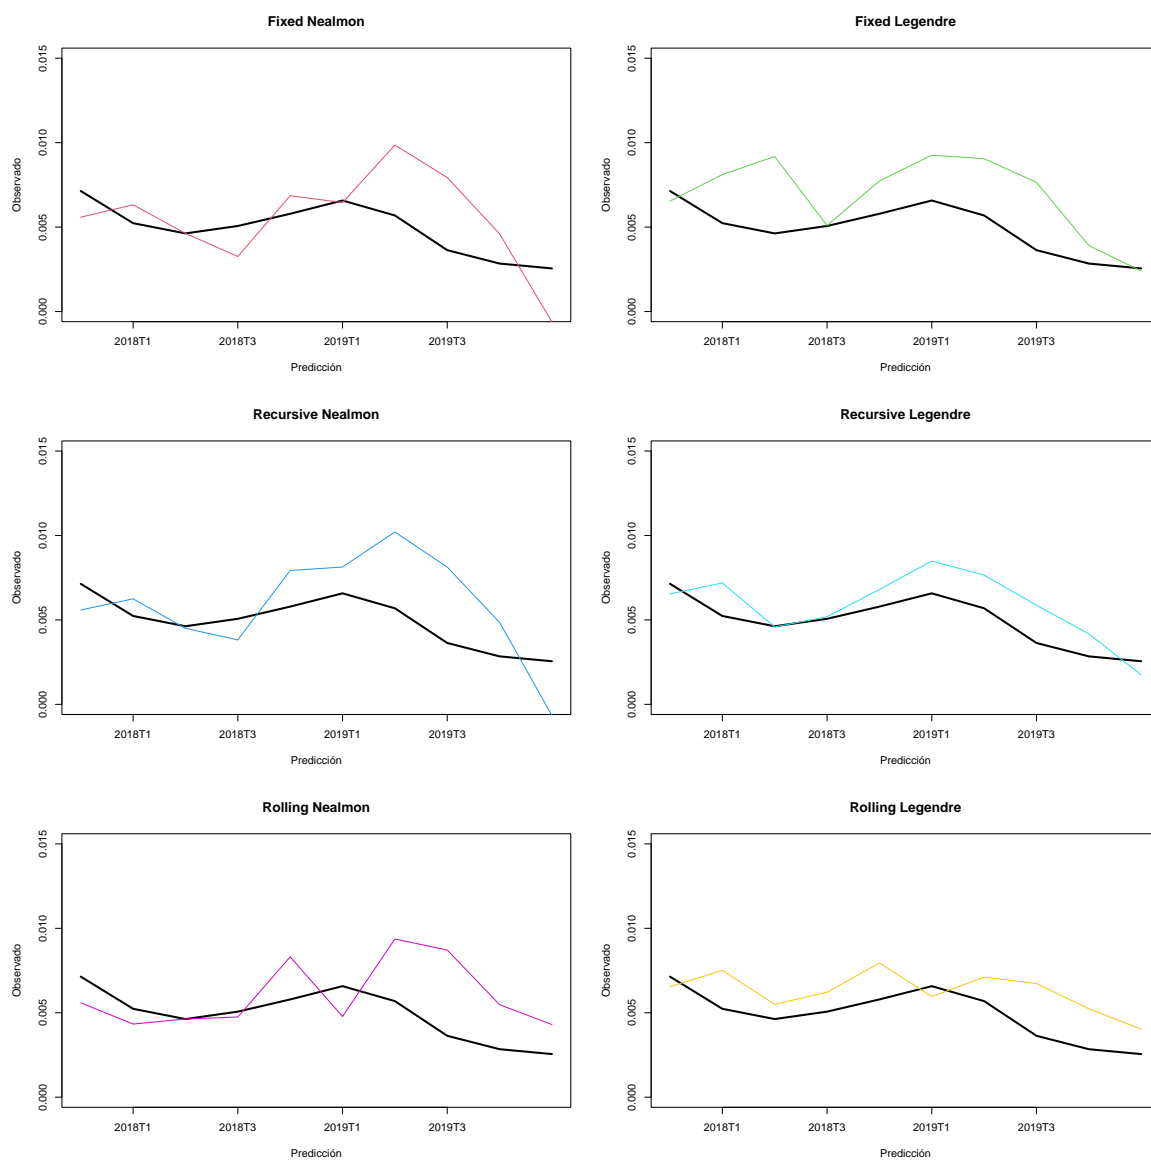 Fixed Nealmon
Observado
0.015
0.010
0.005
0.000
2018T1 2018T3 2019T1 2019T3
Predicción
Fixed Legendre
Observado
0.015
0.010
0.005
0.000
2018T1 2018T3 2019T1 2019T3
Predicción
Recursive Nealmon
Observado
0.015
0.010
0.005
0.000
2018T1 2018T3 2019T1 2019T3
Predicción
Recursive Legendre
Observado
0.015
0.010
0.005
0.000
2018T1 2018T3 2019T1 2019T3
Predicción
Rolling Nealmon
Observado
0.015
0.010
0.005
0.000
2018T1 2018T3 2019T1 2019T3
Predicción
Rolling Legendre
Observado
0.015
0.010
0.005
0.000
2018T1 2018T3 2019T1 2019T3
Predicción